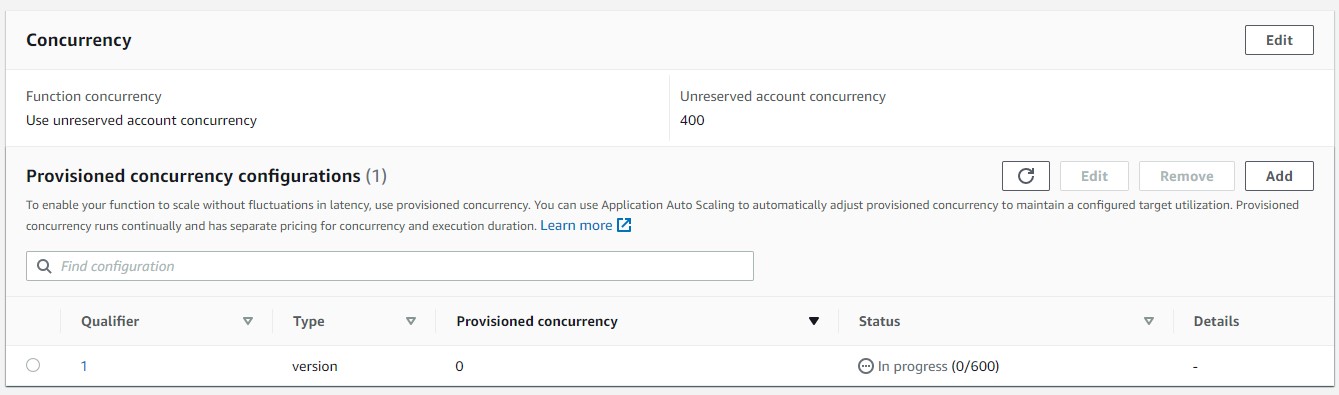 Concurrency
Edit
Function concurrency
Unreserved account concurrency
Use unreserved account concurrency
400
Provisioned concurrency configurations (1)
Edit
Remove
Add
To enable your function to scale without fluctuations in latency, use provisioned concurrency. You can use Application Auto Scaling to automatically adjust provisioned concurrency to maintain a configured target utilization. Provisioned
concurrency runs continually and has separate pricing for concurrency and execution duration. Learn more
Find configuration
Qualifier Type Provisioned concurrency Status Details
1 version 0 In progress (0/600) -